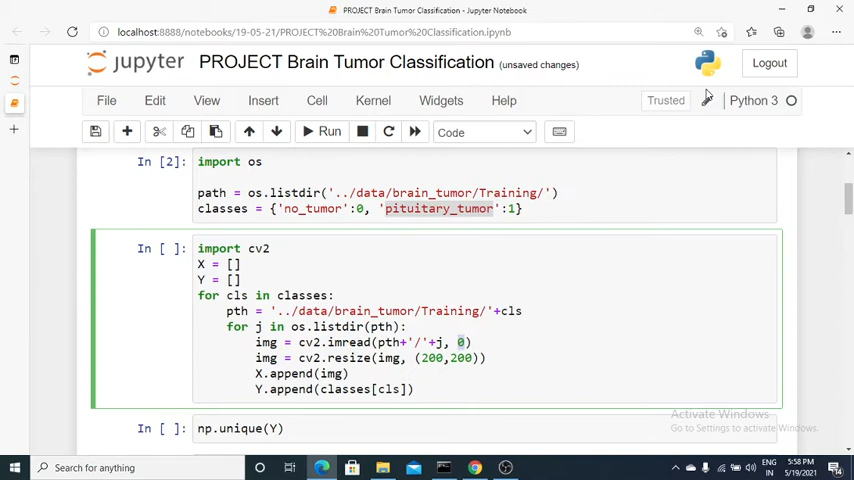 PROJECT Brain Tumor Classification - Jupyter Notebook
localhost:8888/notebooks/19-05-21/PROJECT%20Brain%20Tumor%20Classification.ipynb
jupyter PROJECT Brain Tumor Classification (unsaved changes) Logout
File Edit View Insert Cell Kernel Widgets Help Trusted Python 3
Run Code
In [2]: import os
path = os.listdir('../data/brain_tumor/Training/')
classes = {'no_tumor':0, 'pituitary_tumor':1}
In [ ]: import cv2
X = []
Y = []
for cls in classes:
pth = '../data/brain_tumor/Training/'+cls
for j in os.listdir(pth):
img = cv2.imread(pth+'/'+j, 0)
img = cv2.resize(img, (200,200))
X.append(img)
Y.append(classes[cls])
Activate Windows
In [ ]: np.unique(Y)
Go to Settings to activate Windows.
Type here to search
ENG 5:58 PM
IN 5/19/2021
14